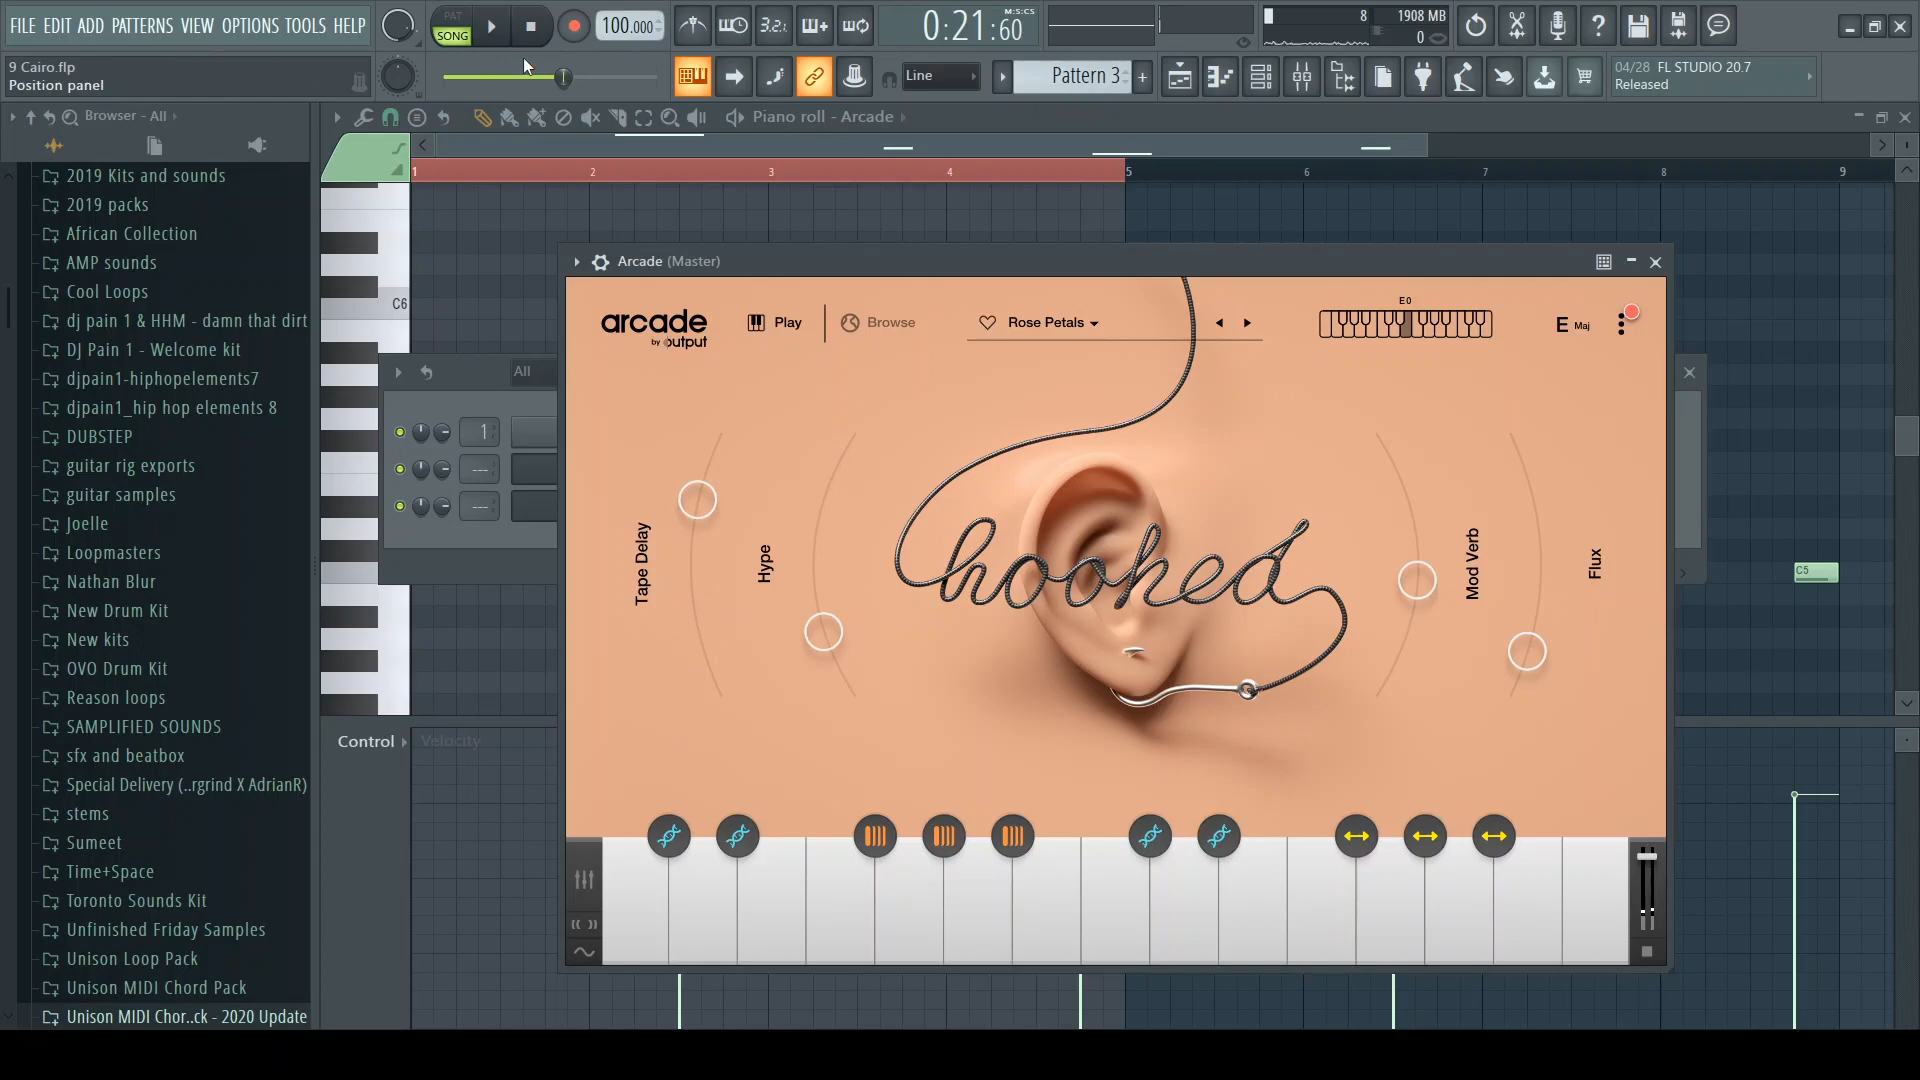 FILE EDIT ADD PATTERNS VIEW OPTIONS TOOLS HELP
PAT
SONG
100.000
3.2.
0:21:60
M:S:CS
8
1908 MB
0
9 Cairo.flp
Position panel
Line
Pattern 3
+
04/28 FL STUDIO 20.7
Released
Browser - All
Piano roll - Arcade
1 2 3 4 5 6 7 8 9
2019 Kits and sounds
2019 packs
African Collection
AMP sounds
Cool Loops
dj pain 1 & HHM - damn that dirt
DJ Pain 1 - Welcome kit
djpain1-hiphopelements7
djpain1_hip hop elements 8
DUBSTEP
guitar rig exports
guitar samples
Joelle
Loopmasters
Nathan Blur
New Drum Kit
New kits
OVO Drum Kit
Reason loops
SAMPLIFIED SOUNDS
sfx and beatbox
Special Delivery (..rgrind X AdrianR)
stems
Sumeet
Time+Space
Toronto Sounds Kit
Unfinished Friday Samples
Unison Loop Pack
Unison MIDI Chord Pack
Unison MIDI Chor..ck - 2020 Update
C6
All
1
---
---
Arcade (Master)
arcade
by output
Play
Browse
Rose Petals
E0
E Maj
Tape Delay
Hype
hooked
Mod Verb
Flux
C5
Control
Velocity